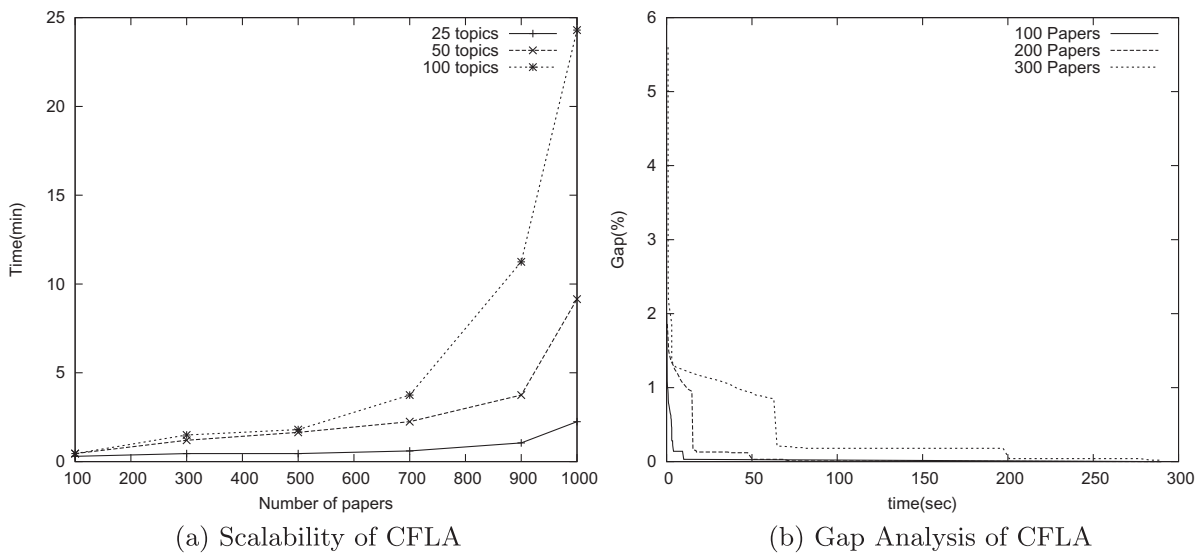 25
20
15
10
5
0
Time(min)
100 200 300 400 500 600 700 800 900 1000
Number of papers
25 topics
50 topics
100 topics
(a) Scalability of CFLA
6
5
4
3
2
1
0
Gap(%)
0 50 100 150 200 250 300
time(sec)
100 Papers
200 Papers
300 Papers
(b) Gap Analysis of CFLA